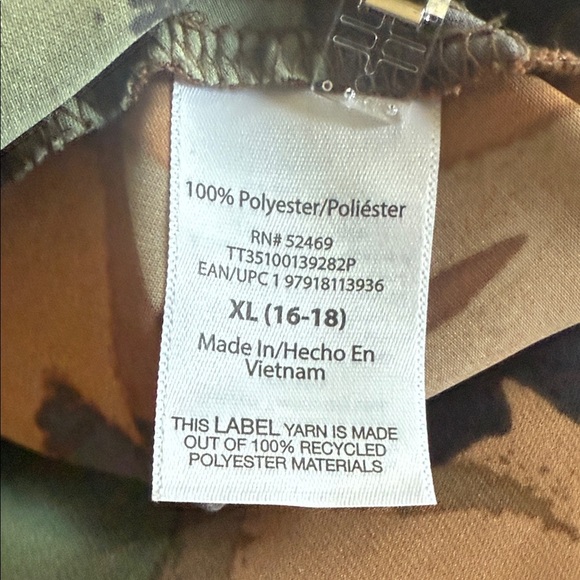 100% Polyester/Poliéster
RN# 52469
TT35100139282P
EAN/UPC 1 97918113936
XL (16-18)
Made In/Hecho En
Vietnam
THIS LABEL YARN IS MADE
OUT OF 100% RECYCLED
POLYESTER MATERIALS